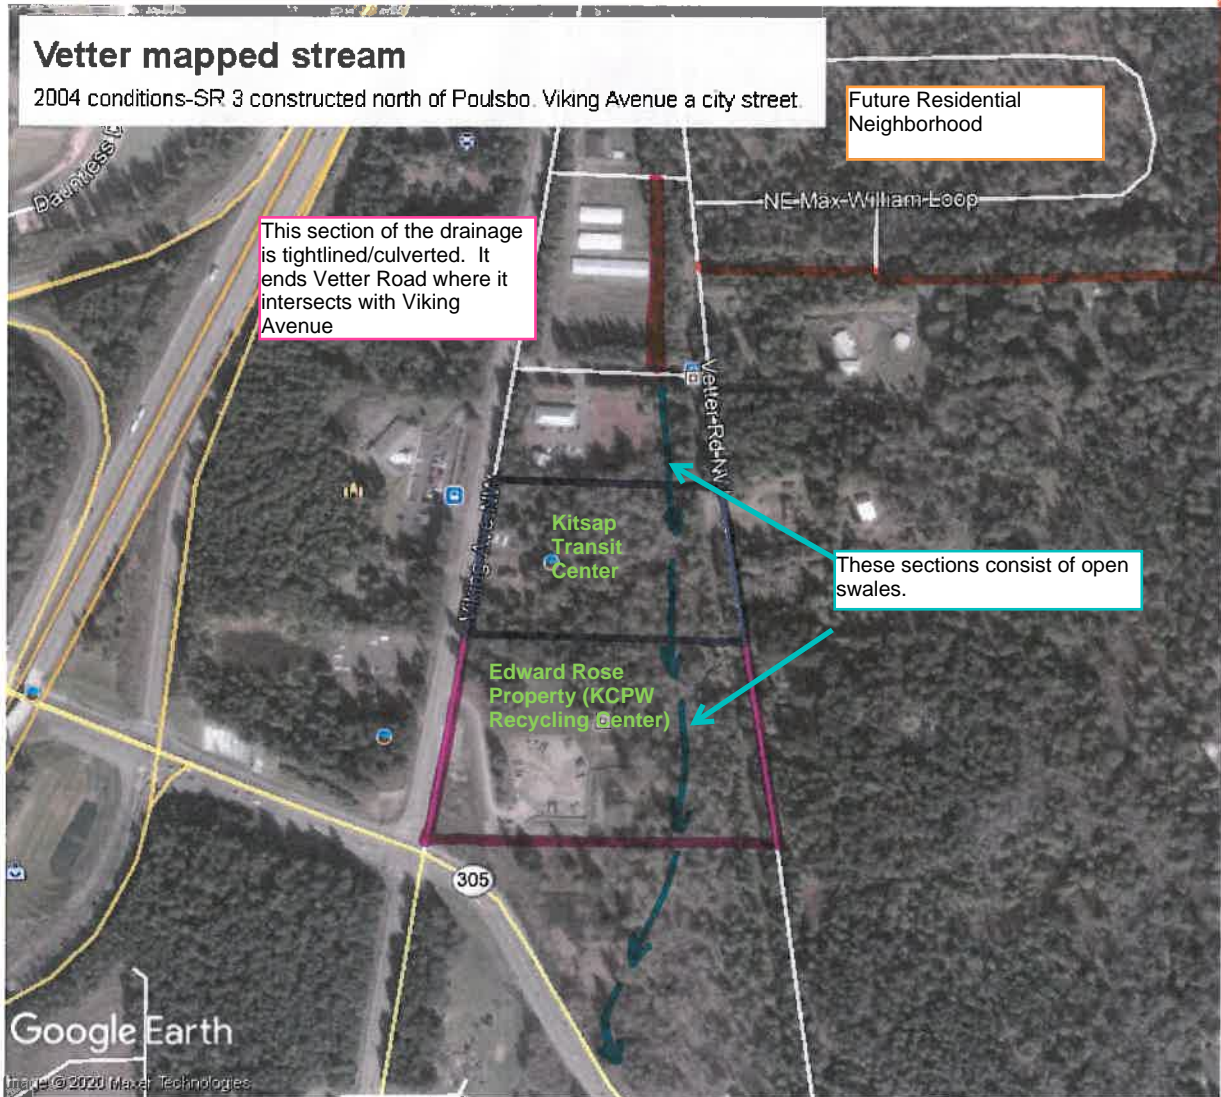 Vetter mapped stream
2004 conditions-SR 3 constructed north of Poulsbo. Viking Avenue a city street.
Future Residential
Neighborhood
Dauntless
NE Max William Loop
This section of the drainage
is tightlined/culverted.  It
ends Vetter Road where it
intersects with Viking
Avenue
Vetter Rd NW
Viking Ave NW
Kitsap
Transit
Center
These sections consist of open
swales.
Edward Rose
Property (KCPW
Recycling Center)
305
Google Earth
Image © 2020 Maxar Technologies